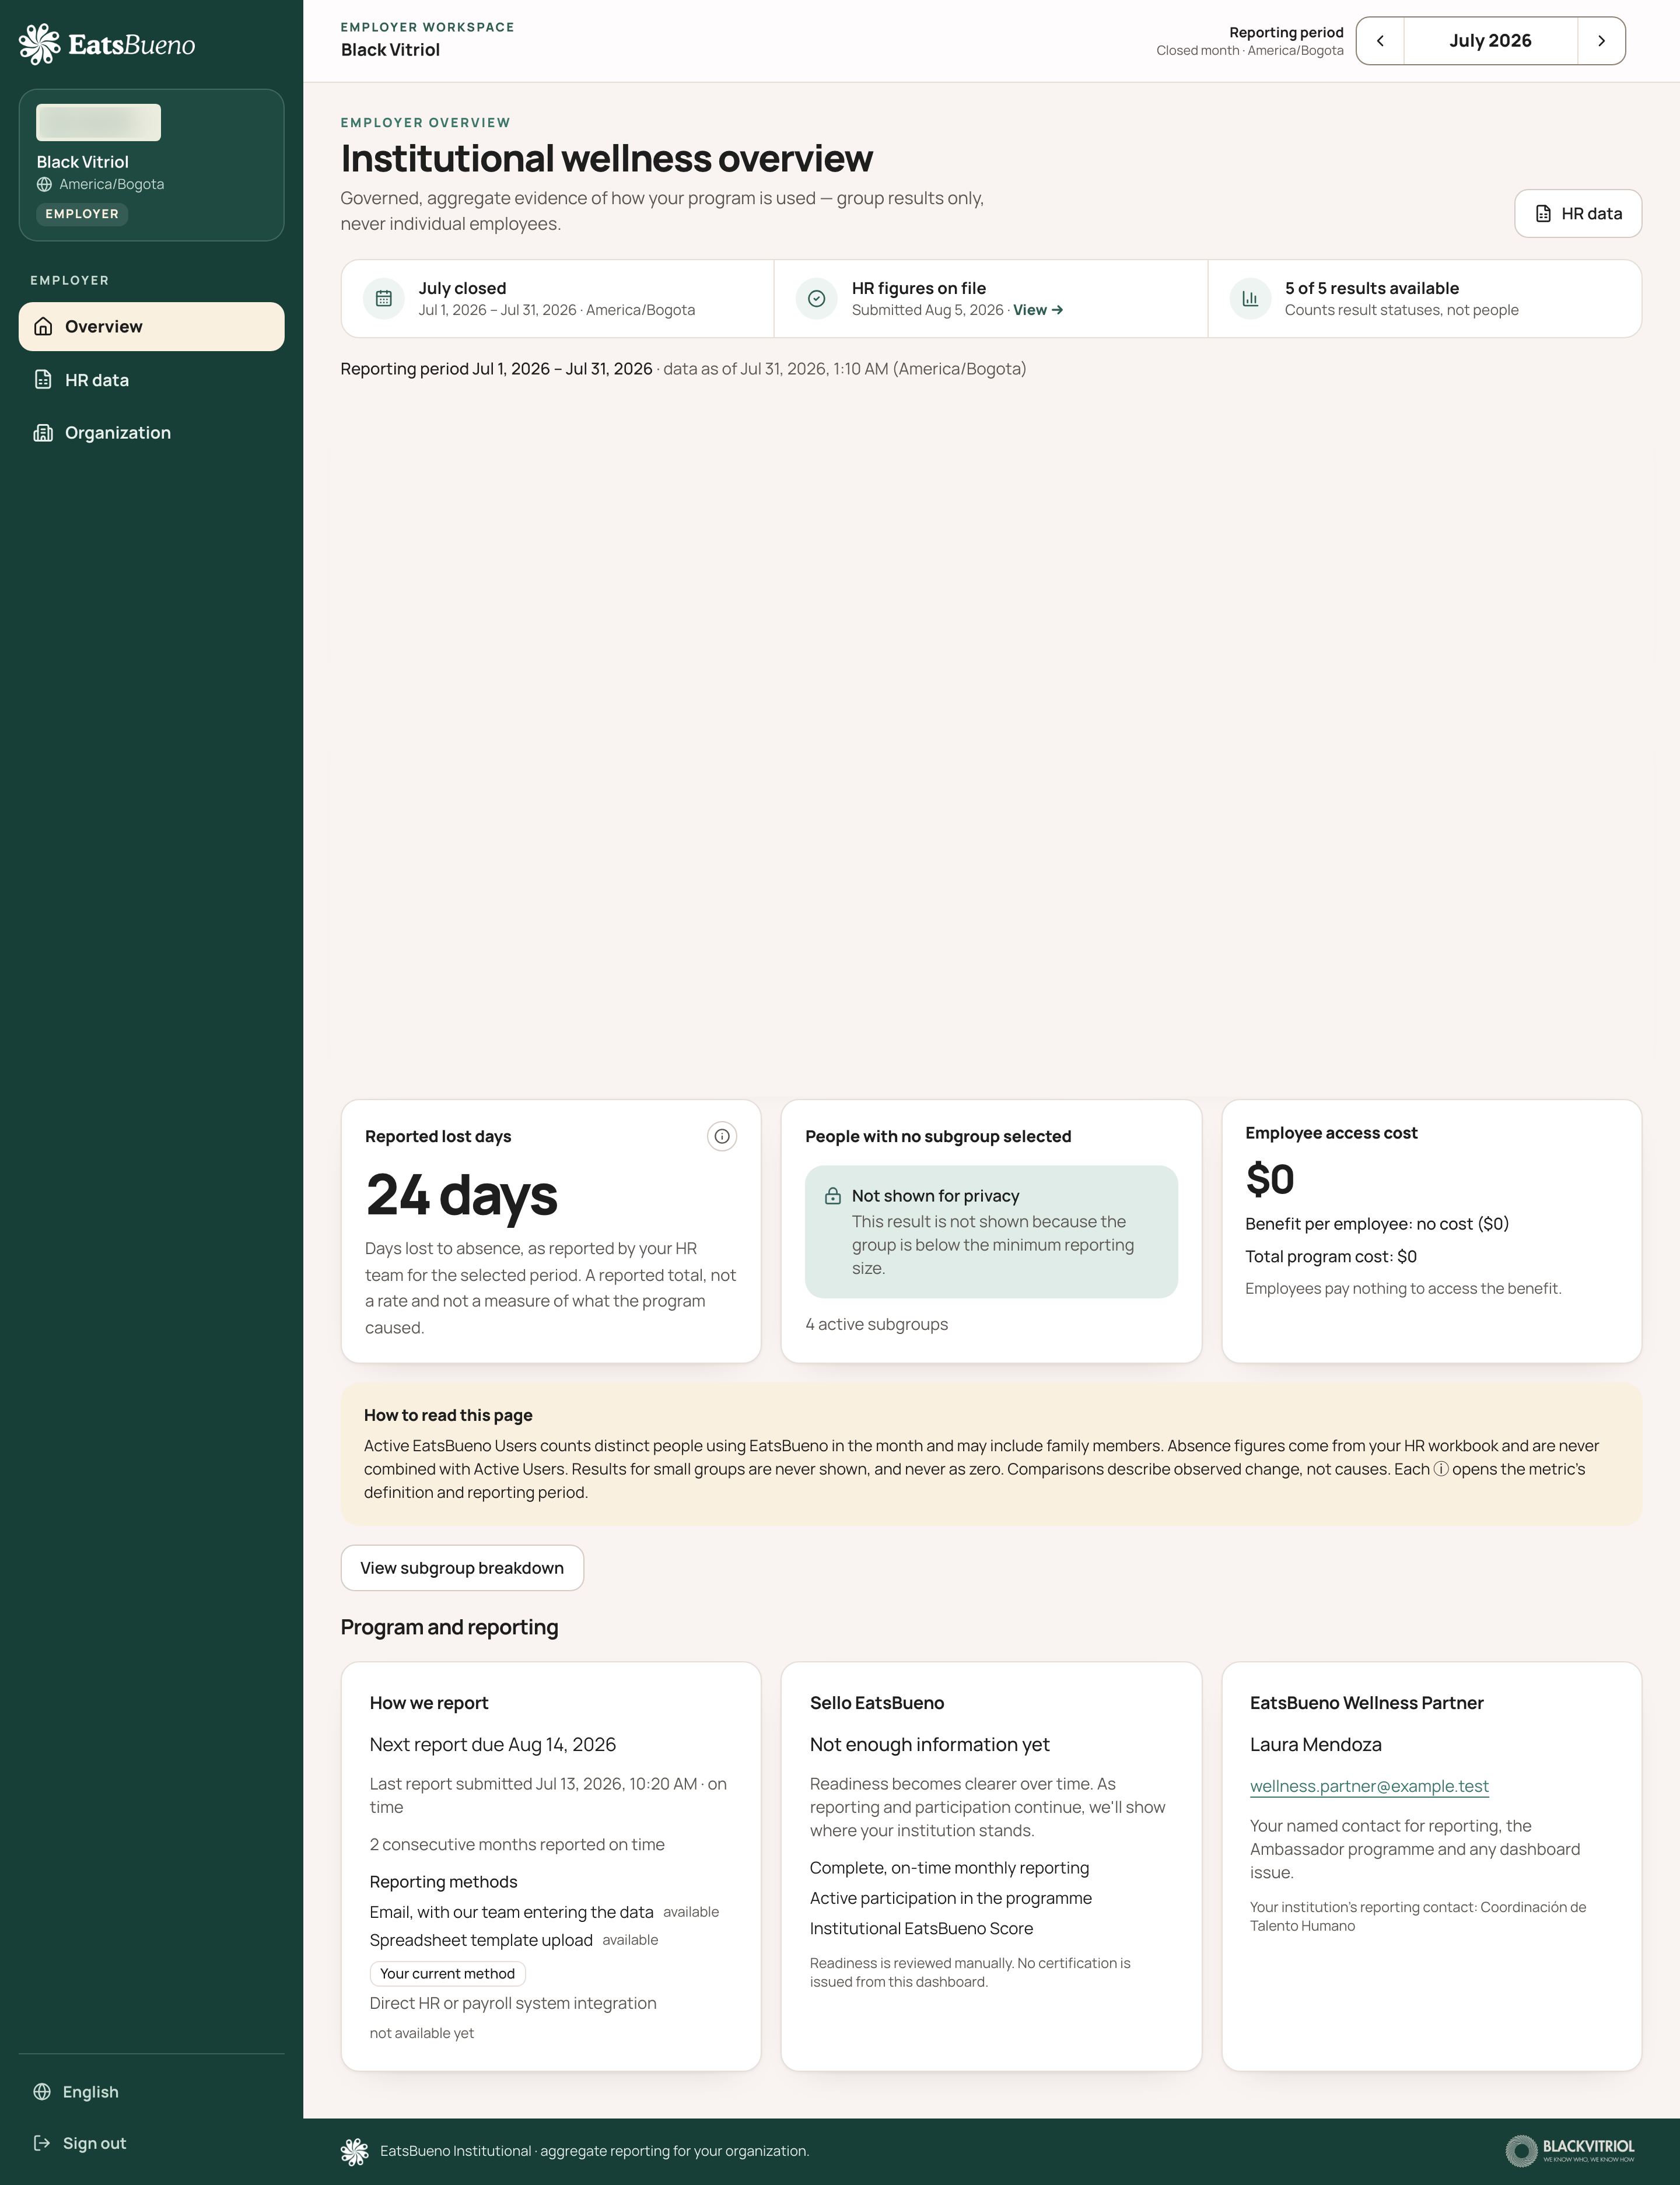 EatsBueno
Black Vitriol
America/Bogota
EMPLOYER
EMPLOYER
Overview
HR data
Organization
English
Sign out
EMPLOYER WORKSPACE
Black Vitriol
Reporting period
Closed month · America/Bogota
July 2026
EMPLOYER OVERVIEW
Institutional wellness overview
Governed, aggregate evidence of how your program is used — group results only,
never individual employees.
HR data
July closed
Jul 1, 2026 – Jul 31, 2026 · America/Bogota
HR figures on file
Submitted Aug 5, 2026 · View →
5 of 5 results available
Counts result statuses, not people
Reporting period Jul 1, 2026 – Jul 31, 2026 · data as of Jul 31, 2026, 1:10 AM (America/Bogota)
Reported lost days
24 days
Days lost to absence, as reported by your HR
team for the selected period. A reported total, not
a rate and not a measure of what the program
caused.
People with no subgroup selected
Not shown for privacy
This result is not shown because the
group is below the minimum reporting
size.
4 active subgroups
Employee access cost
$0
Benefit per employee: no cost ($0)
Total program cost: $0
Employees pay nothing to access the benefit.
How to read this page
Active EatsBueno Users counts distinct people using EatsBueno in the month and may include family members. Absence figures come from your HR workbook and are never
combined with Active Users. Results for small groups are never shown, and never as zero. Comparisons describe observed change, not causes. Each ⓘ opens the metric's
definition and reporting period.
View subgroup breakdown
Program and reporting
How we report
Next report due Aug 14, 2026
Last report submitted Jul 13, 2026, 10:20 AM · on
time
2 consecutive months reported on time
Reporting methods
Email, with our team entering the data available
Spreadsheet template upload available
Your current method
Direct HR or payroll system integration
not available yet
Sello EatsBueno
Not enough information yet
Readiness becomes clearer over time. As
reporting and participation continue, we'll show
where your institution stands.
Complete, on-time monthly reporting
Active participation in the programme
Institutional EatsBueno Score
Readiness is reviewed manually. No certification is
issued from this dashboard.
EatsBueno Wellness Partner
Laura Mendoza
wellness.partner@example.test
Your named contact for reporting, the
Ambassador programme and any dashboard
issue.
Your institution's reporting contact: Coordinación de
Talento Humano
EatsBueno Institutional · aggregate reporting for your organization.
BLACKVITRIOL
WE KNOW WHO, WE KNOW HOW